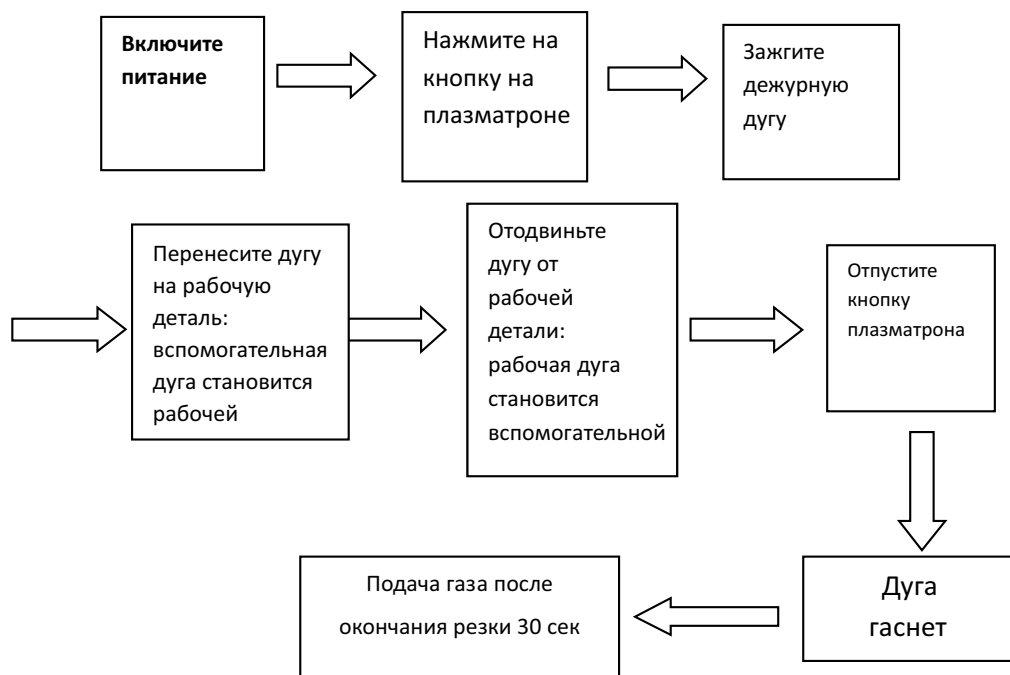 Включите
питание
Нажмите на
кнопку на
плазматроне
Зажгите
дежурную
дугу
Перенесите дугу
на рабочую
деталь:
вспомогательная
дуга становится
рабочей
Отодвиньте
дугу от
рабочей
детали:
рабочая дуга
становится
вспомогательной
Отпустите
кнопку
плазматрона
Дуга
гаснет
Подача газа после
окончания резки 30 сек